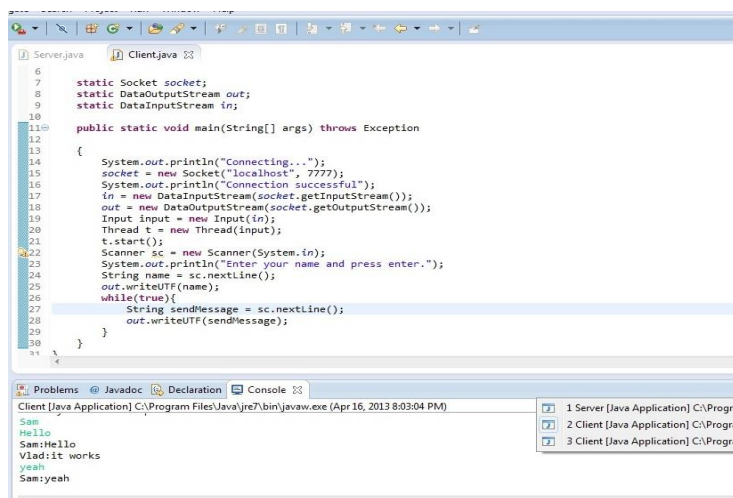 Server.java Client.java
6
7 static Socket socket;
8 static DataOutputStream out;
9 static DataInputStream in;
10
11 public static void main(String[] args) throws Exception
12
13 {
14 System.out.println("Connecting...");
15 socket = new Socket("localhost", 7777);
16 System.out.println("Connection successful");
17 in = new DataInputStream(socket.getInputStream());
18 out = new DataOutputStream(socket.getOutputStream());
19 Input input = new Input(in);
20 Thread t = new Thread(input);
21 t.start();
22 Scanner sc = new Scanner(System.in);
23 System.out.println("Enter your name and press enter.");
24 String name = sc.nextLine();
25 out.writeUTF(name);
26 while(true){
27 String sendMessage = sc.nextLine();
28 out.writeUTF(sendMessage);
29 }
30 }
31 }
Problems @ Javadoc Declaration Console
Client [Java Application] C:\Program Files\Java\jre7\bin\javaw.exe (Apr 16, 2013 8:03:04 PM)
1 Server [Java Application] C:\Progr
2 Client [Java Application] C:\Progr
3 Client [Java Application] C:\Progr
Sam
Hello
Sam:Hello
Vlad:it works
yeah
Sam:yeah